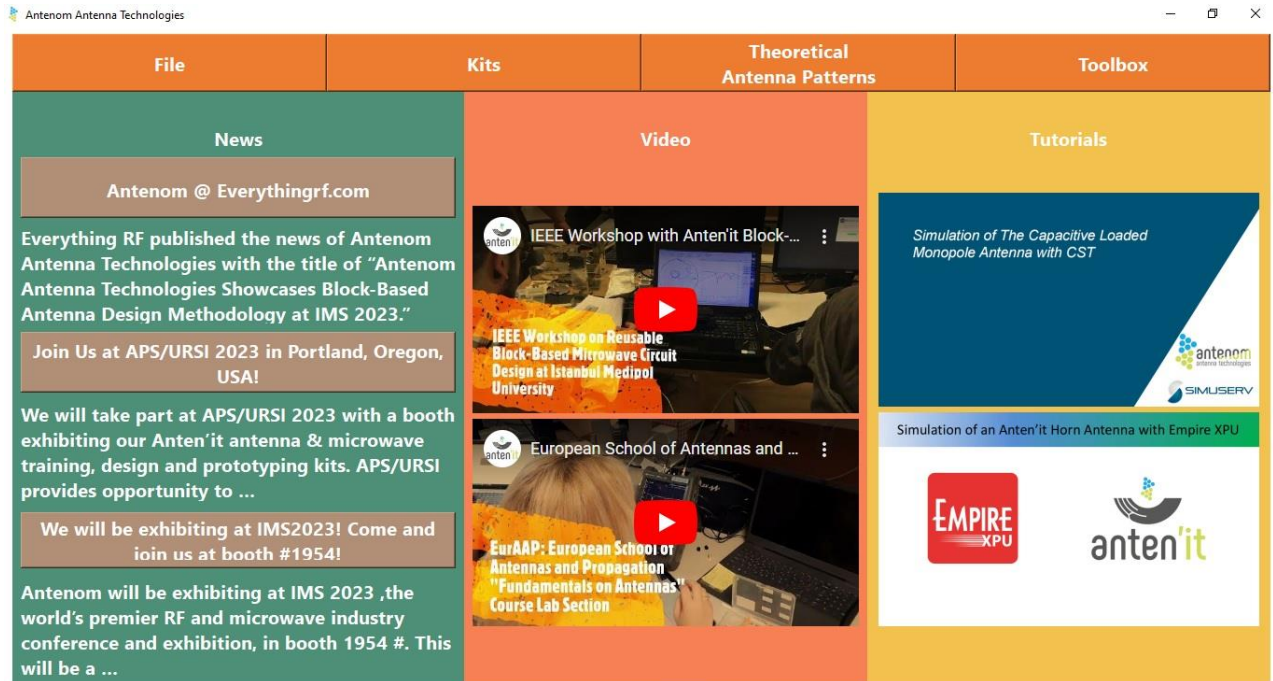 Antenom Antenna Technologies
File
Kits
Theoretical
Antenna Patterns
Toolbox
News
Antenom @ Everythingrf.com
Everything RF published the news of Antenom
Antenna Technologies with the title of “Antenom
Antenna Technologies Showcases Block-Based
Antenna Design Methodology at IMS 2023.”
Join Us at APS/URSI 2023 in Portland, Oregon,
USA!
We will take part at APS/URSI 2023 with a booth
exhibiting our Anten’it antenna & microwave
training, design and prototyping kits. APS/URSI
provides opportunity to ...
We will be exhibiting at IMS2023! Come and
join us at booth #1954!
Antenom will be exhibiting at IMS 2023 ,the
world’s premier RF and microwave industry
conference and exhibition, in booth 1954 #. This
will be a ...
Video
anten'it
IEEE Workshop with Anten'it Block-...
IEEE Workshop on Reusable
Block-Based Microwave Circuit
Design at Istanbul Medipol
University
anten'it
European School of Antennas and ...
EurAAP: European School of
Antennas and Propagation
"Fundamentals on Antennas"
Course Lab Section
Tutorials
Simulation of The Capacitive Loaded
Monopole Antenna with CST
antenom
antenna technologies
SIMUSERV
Simulation of an Anten’it Horn Antenna with Empire XPU
EMPIRE
XPU
anten'it